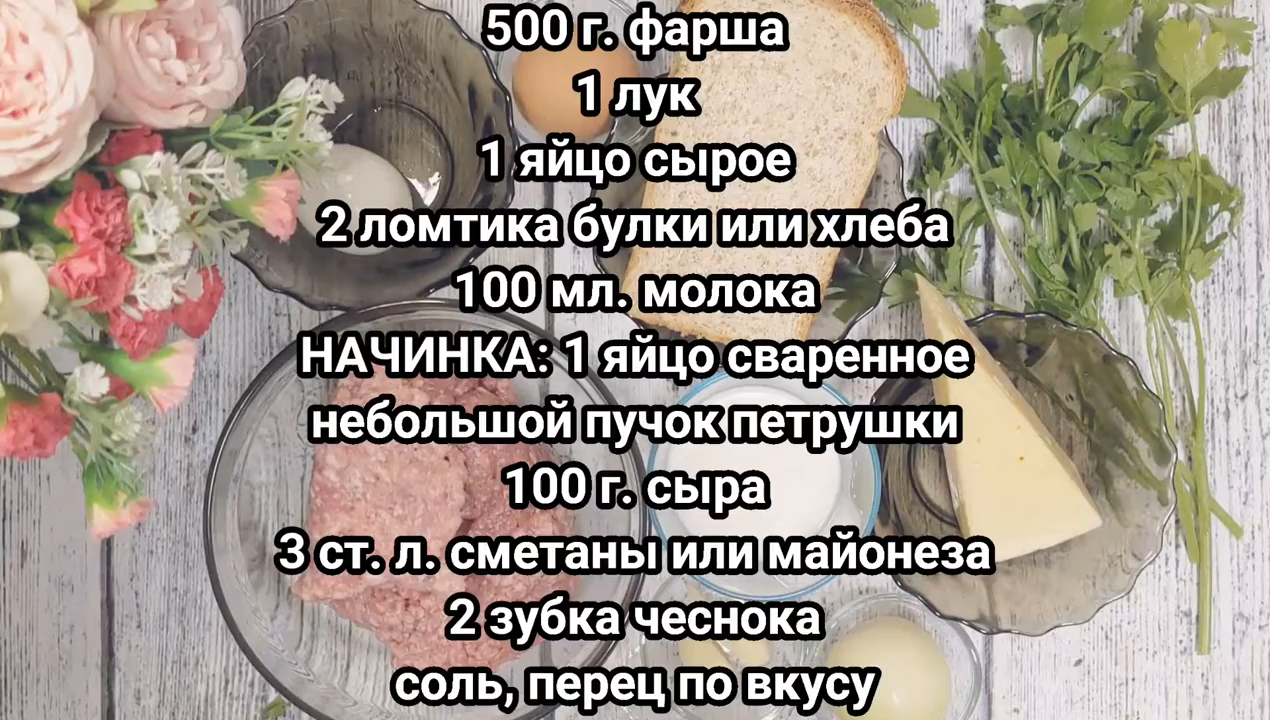 500 г. фарша
1 лук
1 яйцо сырое
2 ломтика булки или хлеба
100 мл. молока
НАЧИНКА: 1 яйцо сваренное
небольшой пучок петрушки
100 г. сыра
3 ст. л. сметаны или майонеза
2 зубка чеснока
соль, перец по вкусу